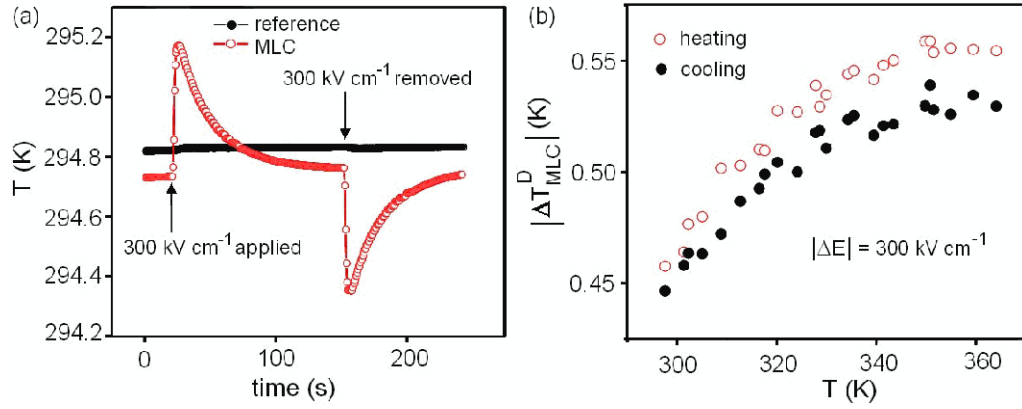 (a)
reference
MLC
300 kV cm⁻¹ removed
300 kV cm⁻¹ applied
295.2
295.0
294.8
294.6
294.4
294.2
T (K)
0 100 200
time (s)
(b)
heating
cooling
|ΔE| = 300 kV cm⁻¹
0.55
0.50
0.45
|ΔT^D_MLC| (K)
300 320 340 360
T (K)